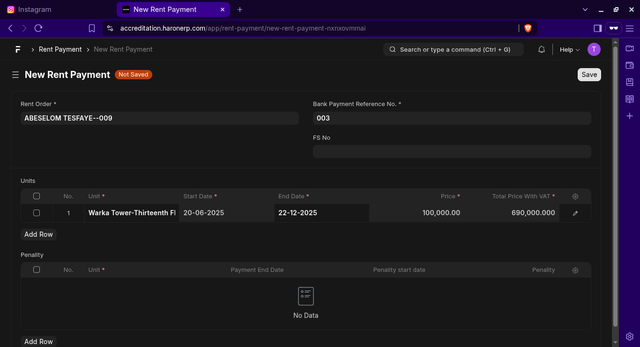 Instagram
New Rent Payment
accreditation.haronerp.com/app/rent-payment/new-rent-payment-nxnxovmmai
Rent Payment > New Rent Payment
Search or type a command (Ctrl + G)
Help
T
New Rent Payment
Not Saved
Save
Rent Order *
Bank Payment Reference No. *
ABESELOM TESFAYE--009
003
FS No
Units
No. Unit * Start Date * End Date * Price * Total Price With VAT *
1 Warka Tower-Thirteenth Fl 20-06-2025 22-12-2025 100,000.00 690,000.000
Add Row
Penality
No. Unit * Payment End Date Penality start date Penality
No Data
Add Row